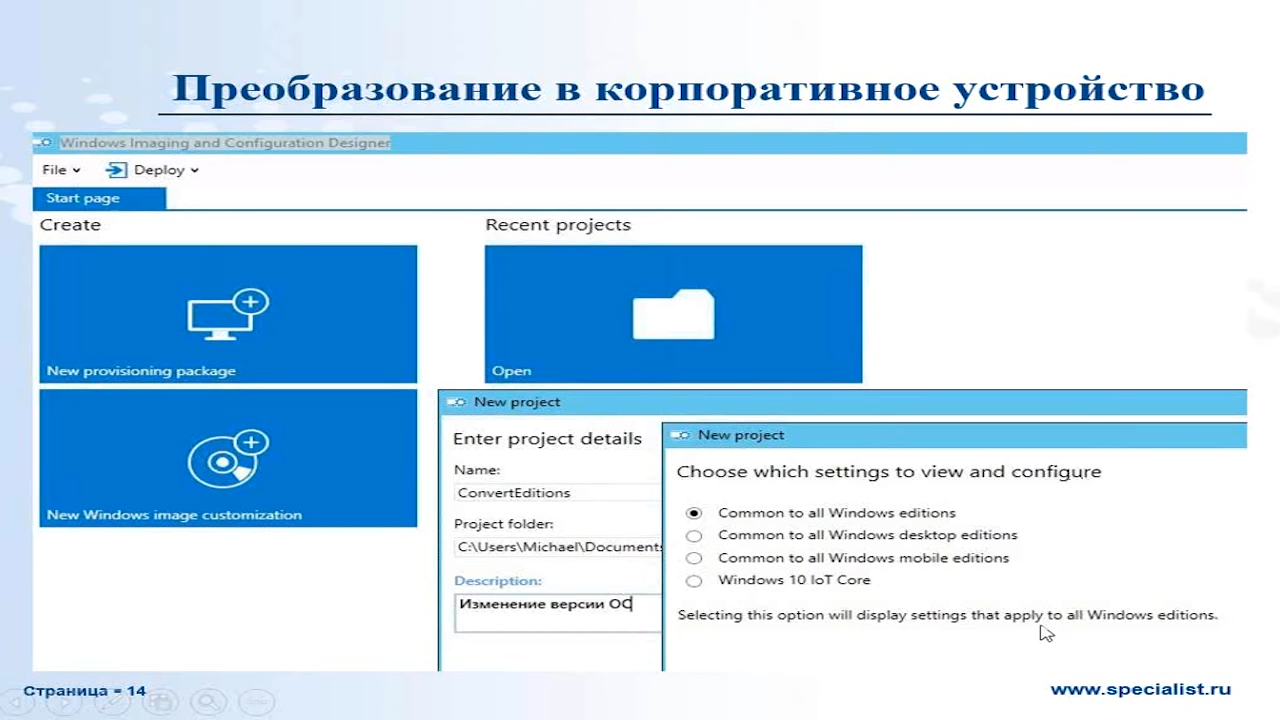 Преобразование в корпоративное устройство
Windows Imaging and Configuration Designer
File
Deploy
Start page
Create
Recent projects
New provisioning package
Open
New Windows image customization
New project
Enter project details
Name:
ConvertEditions
Project folder:
C:\Users\Michael\Documents
Description:
Изменение версии ОС
New project
Choose which settings to view and configure
Common to all Windows editions
Common to all Windows desktop editions
Common to all Windows mobile editions
Windows 10 IoT Core
Selecting this option will display settings that apply to all Windows editions.
Страница = 14
www.specialist.ru